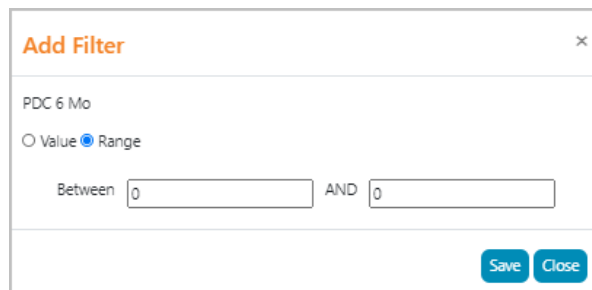 Add Filter ×
PDC 6 Mo
Value Range
Between 0 AND 0
Save Close